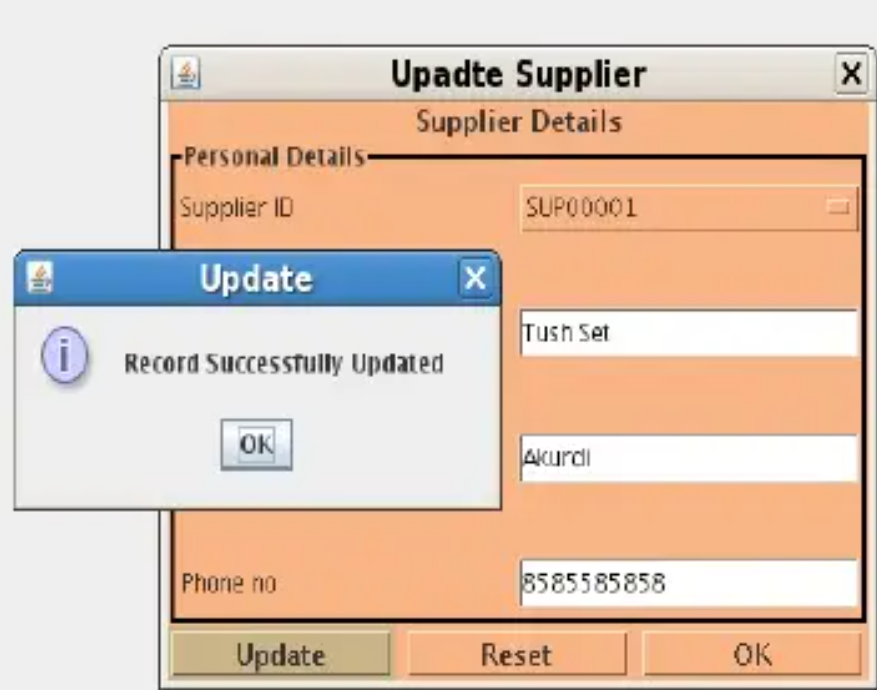 Upadte Supplier
Supplier Details
Personal Details
Supplier ID SUP00001
Update
Record Successfully Updated
OK
Tush Set
Akurdi
Phone no 8585585858
Update Reset OK